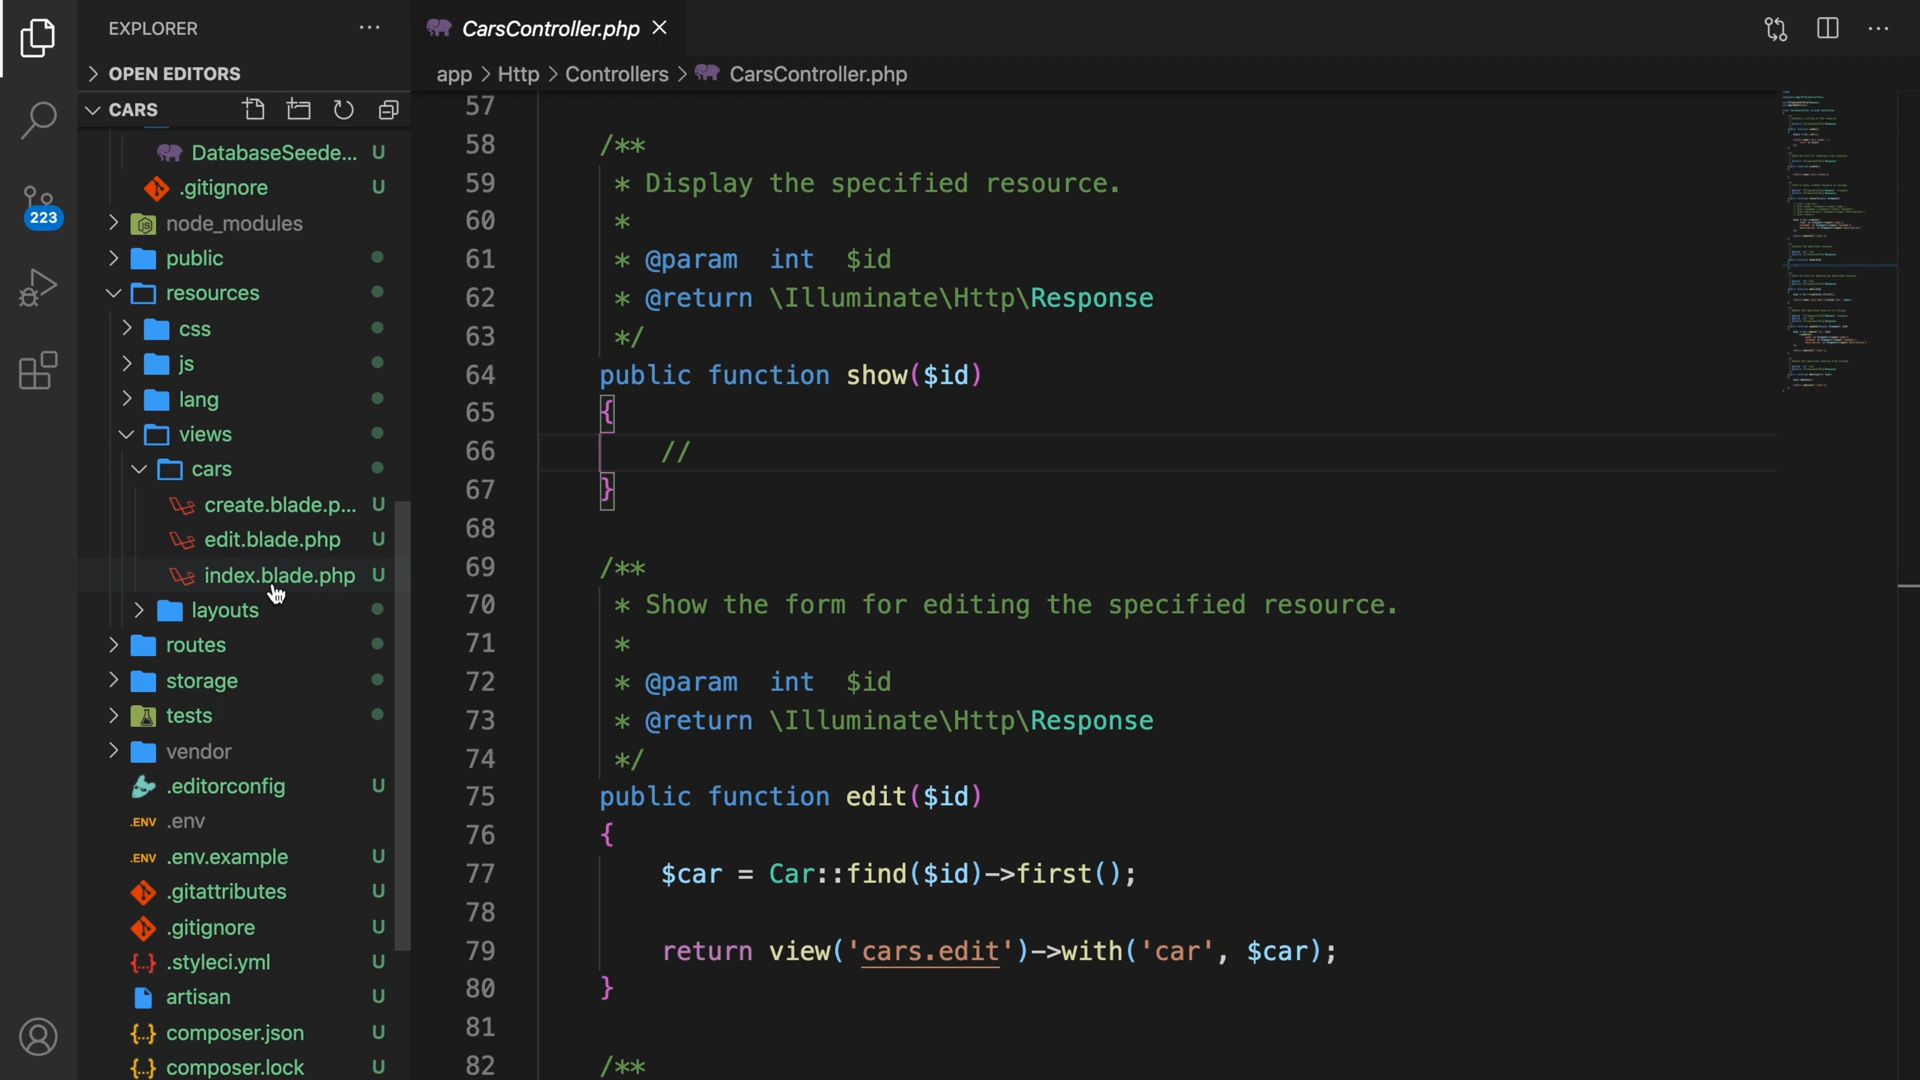 EXPLORER
CarsController.php
OPEN EDITORS
app > Http > Controllers > CarsController.php
CARS
DatabaseSeede... U
.gitignore U
node_modules
public
resources
css
js
lang
views
cars
create.blade.p... U
edit.blade.php U
index.blade.php U
layouts
routes
storage
tests
vendor
.editorconfig U
.ENV .env
.ENV .env.example U
.gitattributes U
.gitignore U
{..} .styleci.yml U
artisan U
{..} composer.json U
{..} composer.lock U
223
57
58 /**
59 * Display the specified resource.
60 *
61 * @param  int  $id
62 * @return \Illuminate\Http\Response
63 */
64 public function show($id)
65 {
66 //
67 }
68
69 /**
70 * Show the form for editing the specified resource.
71 *
72 * @param  int  $id
73 * @return \Illuminate\Http\Response
74 */
75 public function edit($id)
76 {
77 $car = Car::find($id)->first();
78
79 return view('cars.edit')->with('car', $car);
80 }
81
82 /**